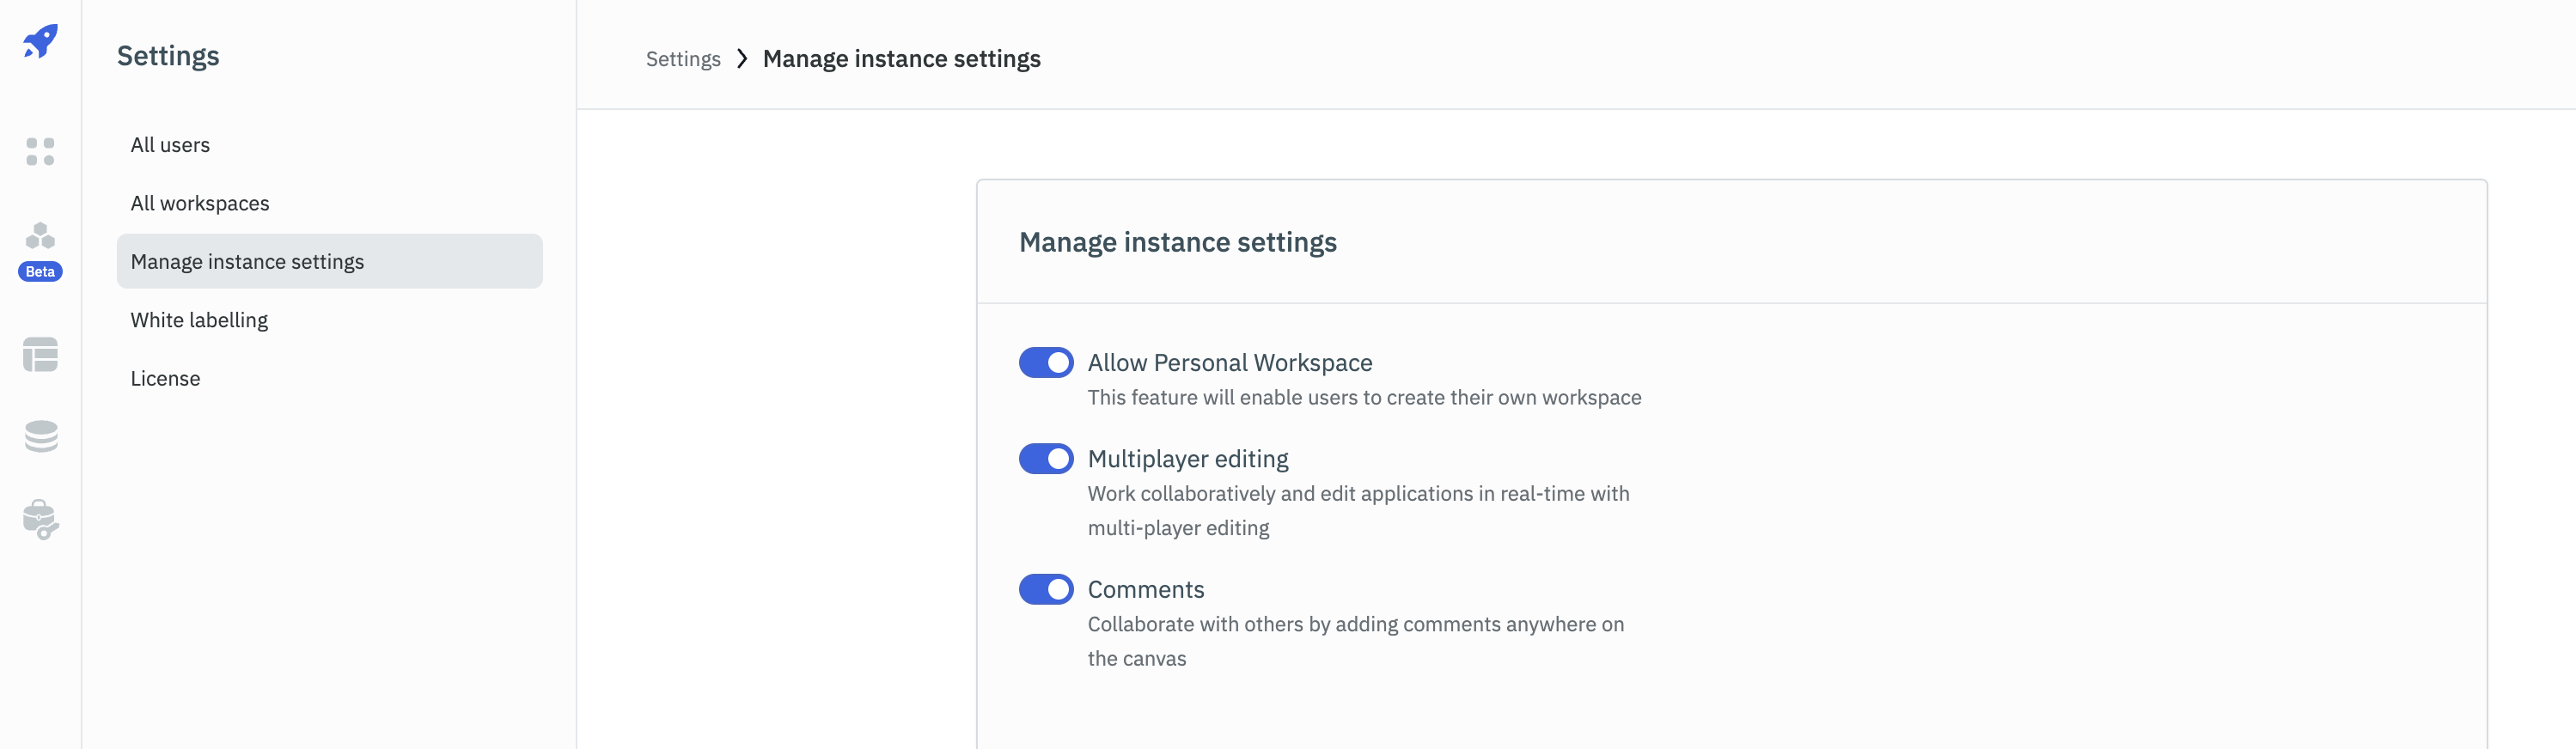 Settings
All users
All workspaces
Manage instance settings
White labelling
License
Beta
Settings > Manage instance settings
Manage instance settings
Allow Personal Workspace
This feature will enable users to create their own workspace
Multiplayer editing
Work collaboratively and edit applications in real-time with
multi-player editing
Comments
Collaborate with others by adding comments anywhere on
the canvas